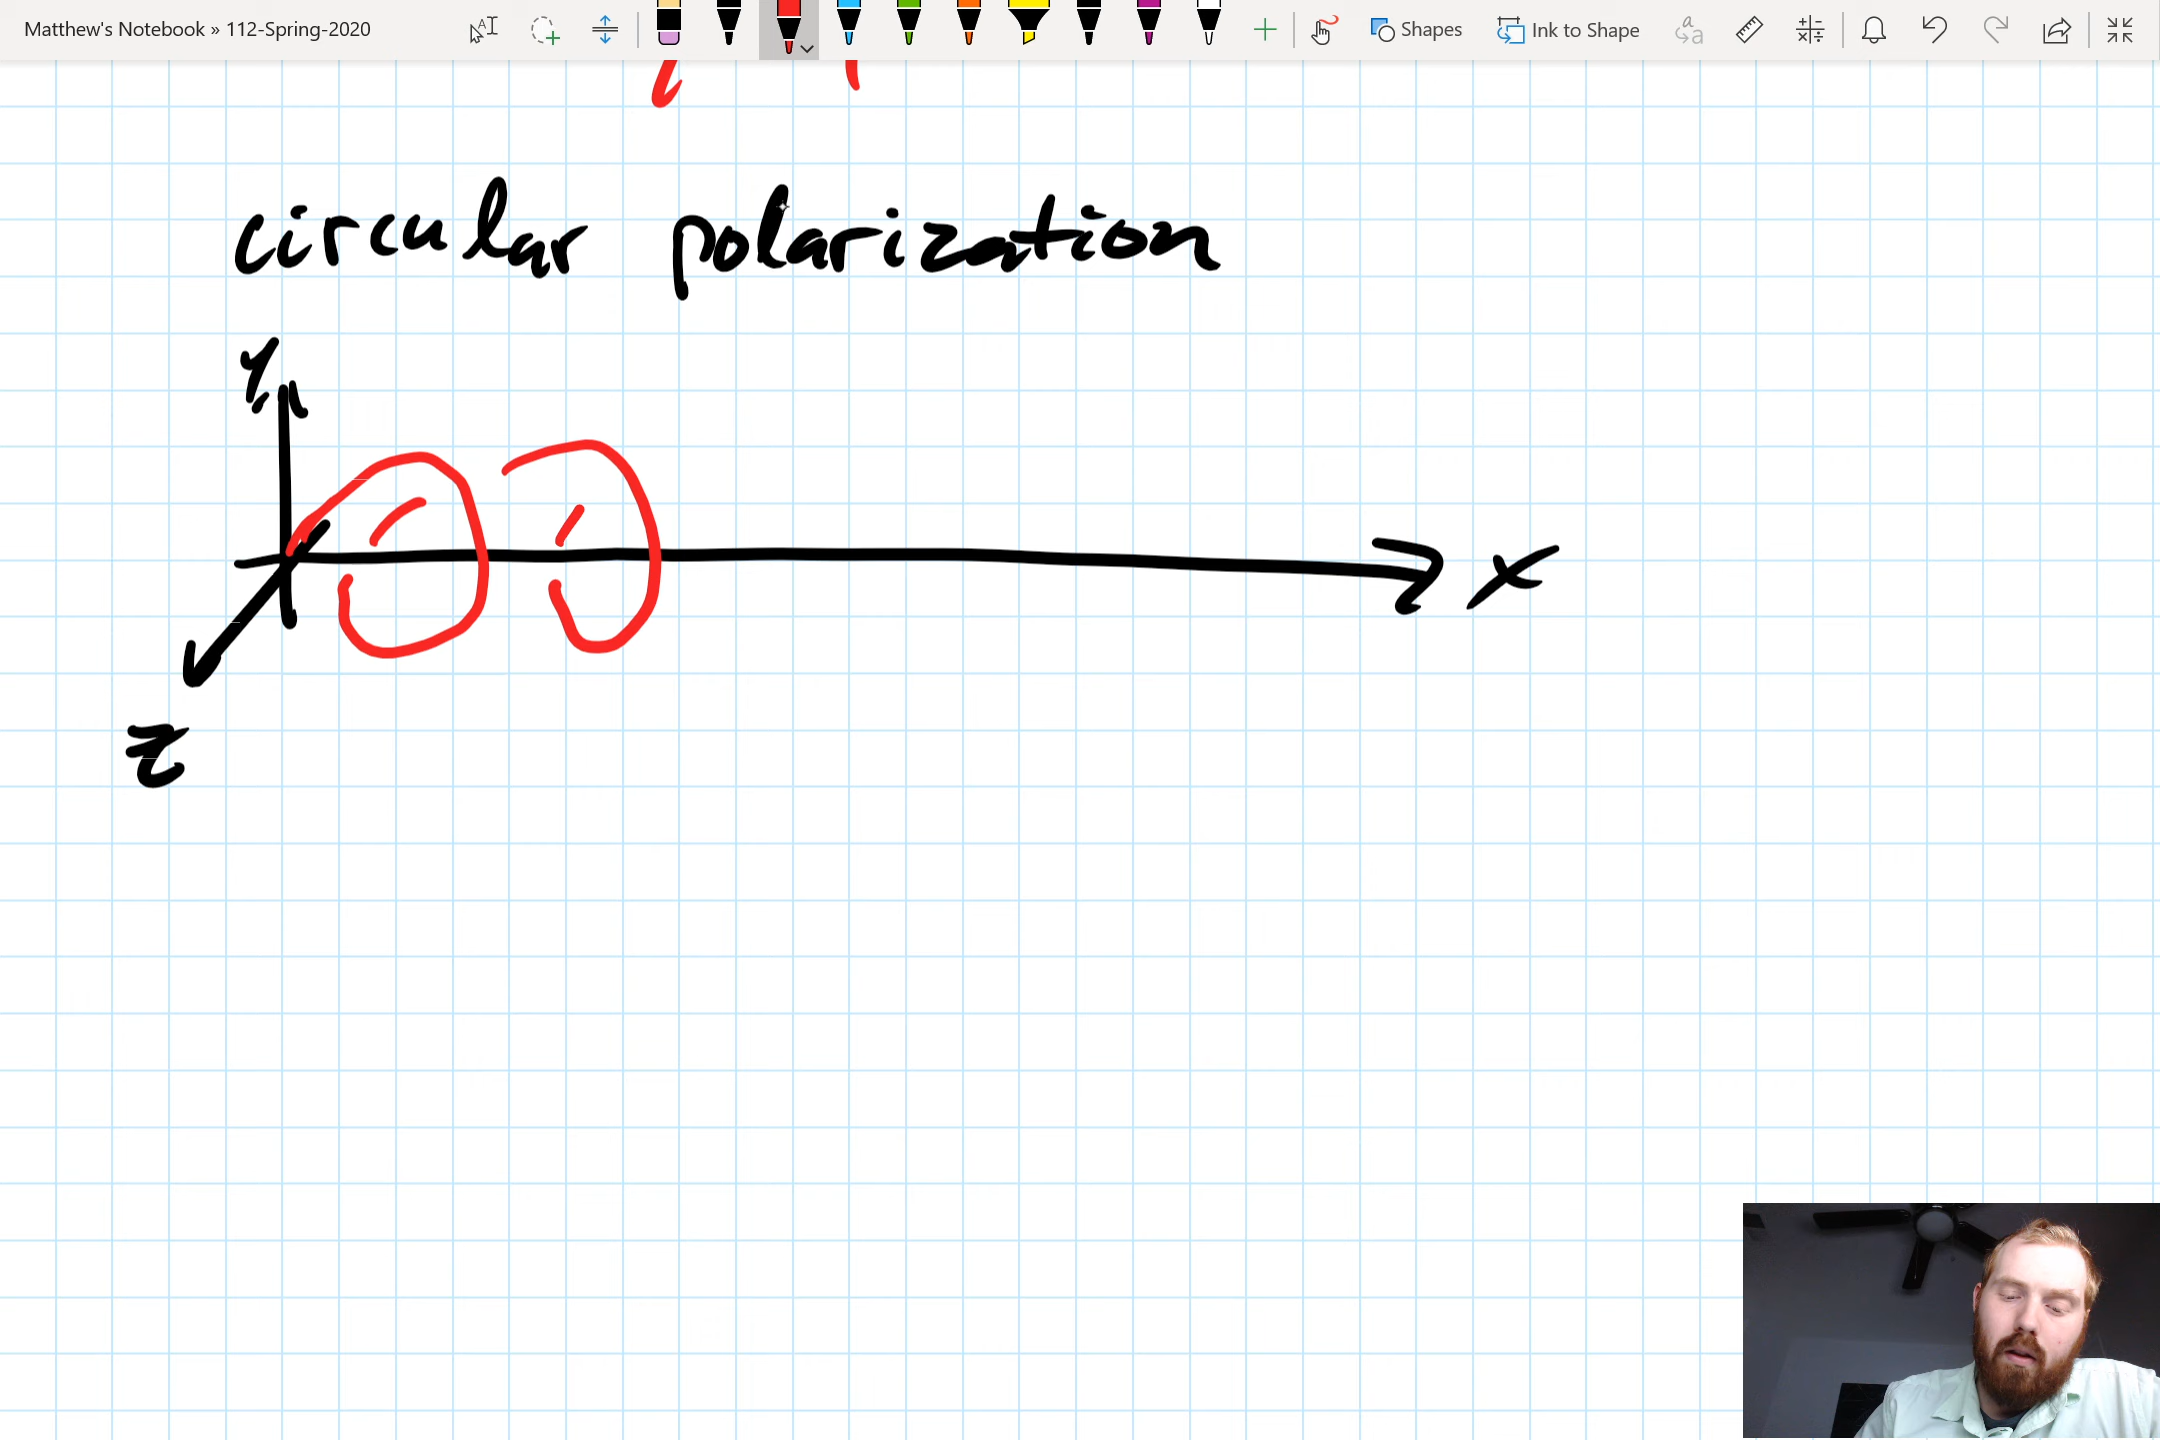 Matthew's Notebook » 112-Spring-2020
Shapes
Ink to Shape
circular polarization
y
x
z